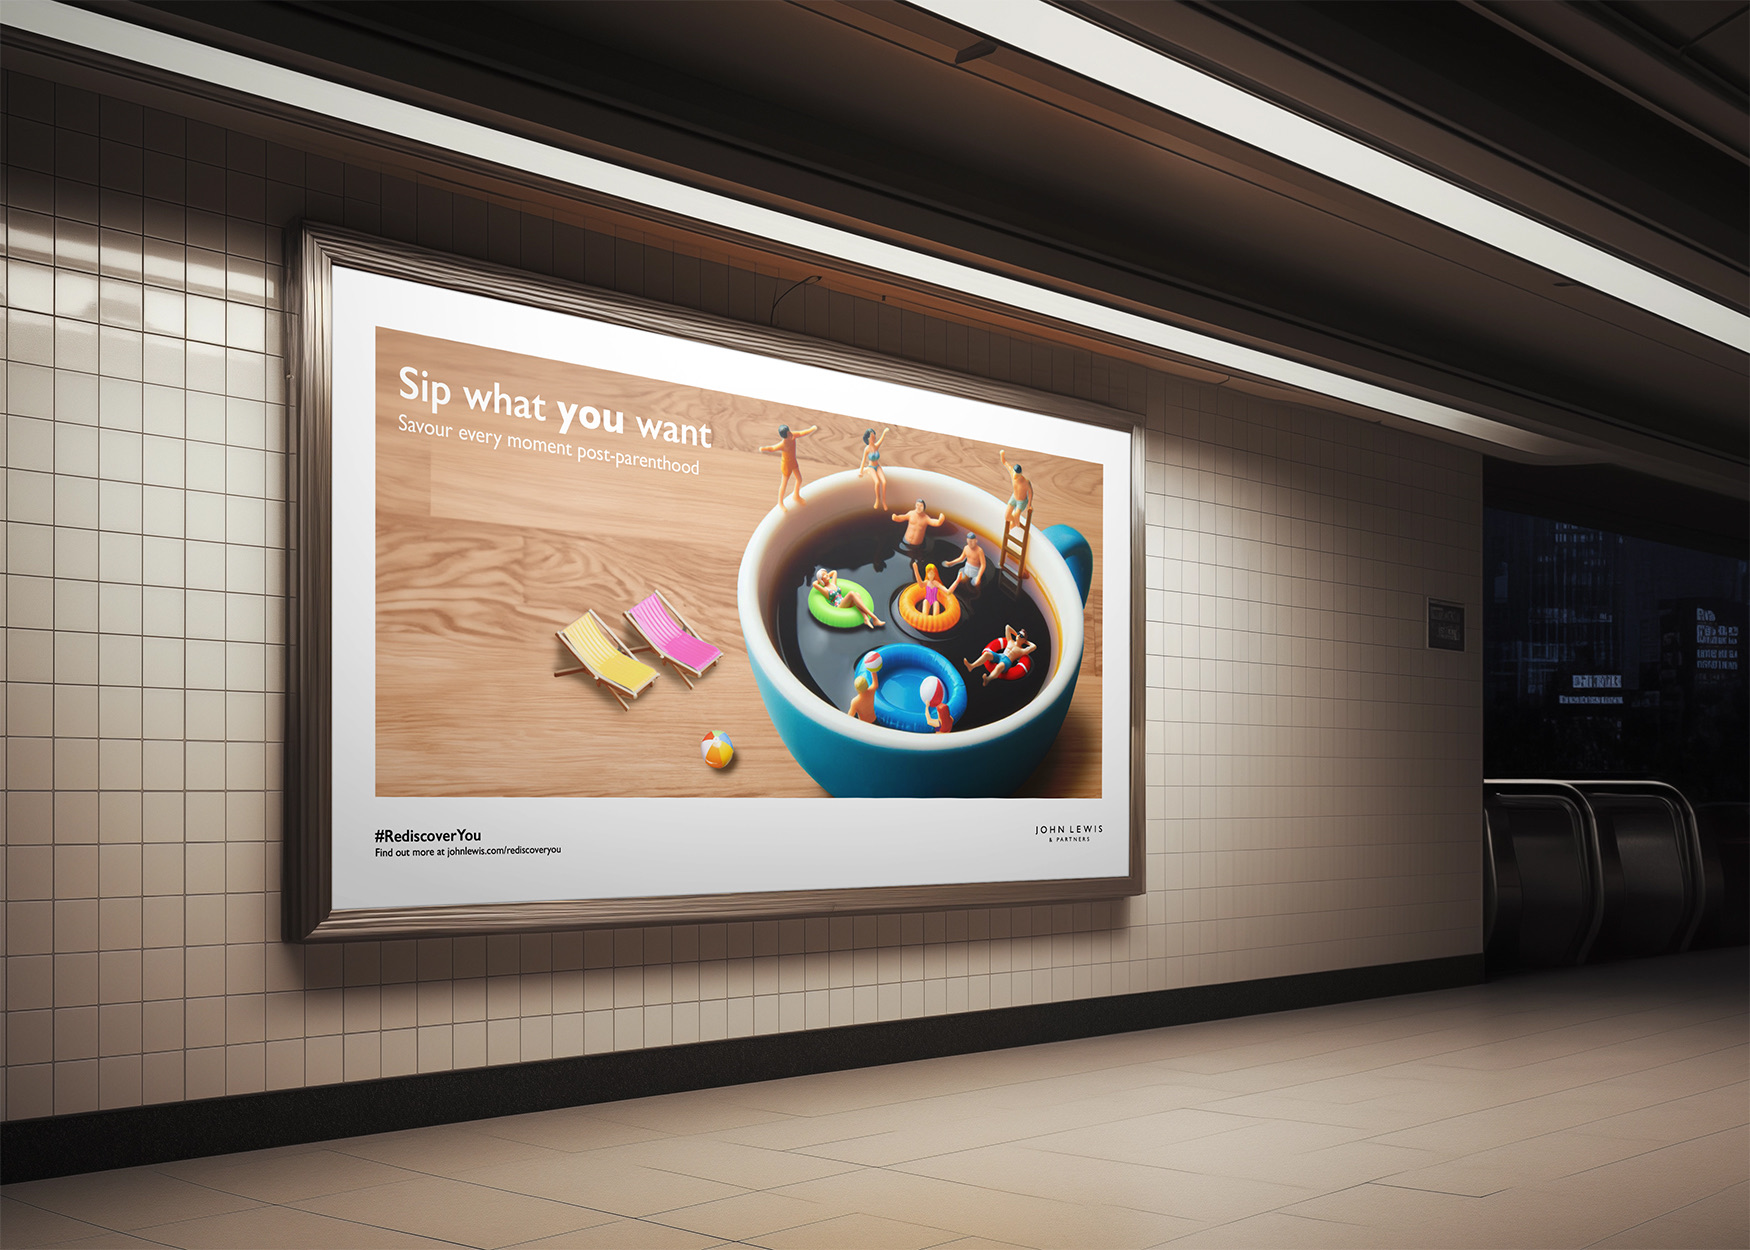 Sip what you want
Savour every moment post-parenthood
#RediscoverYou
Find out more at johnlewis.com/rediscoveryou
JOHN LEWIS
& PARTNERS